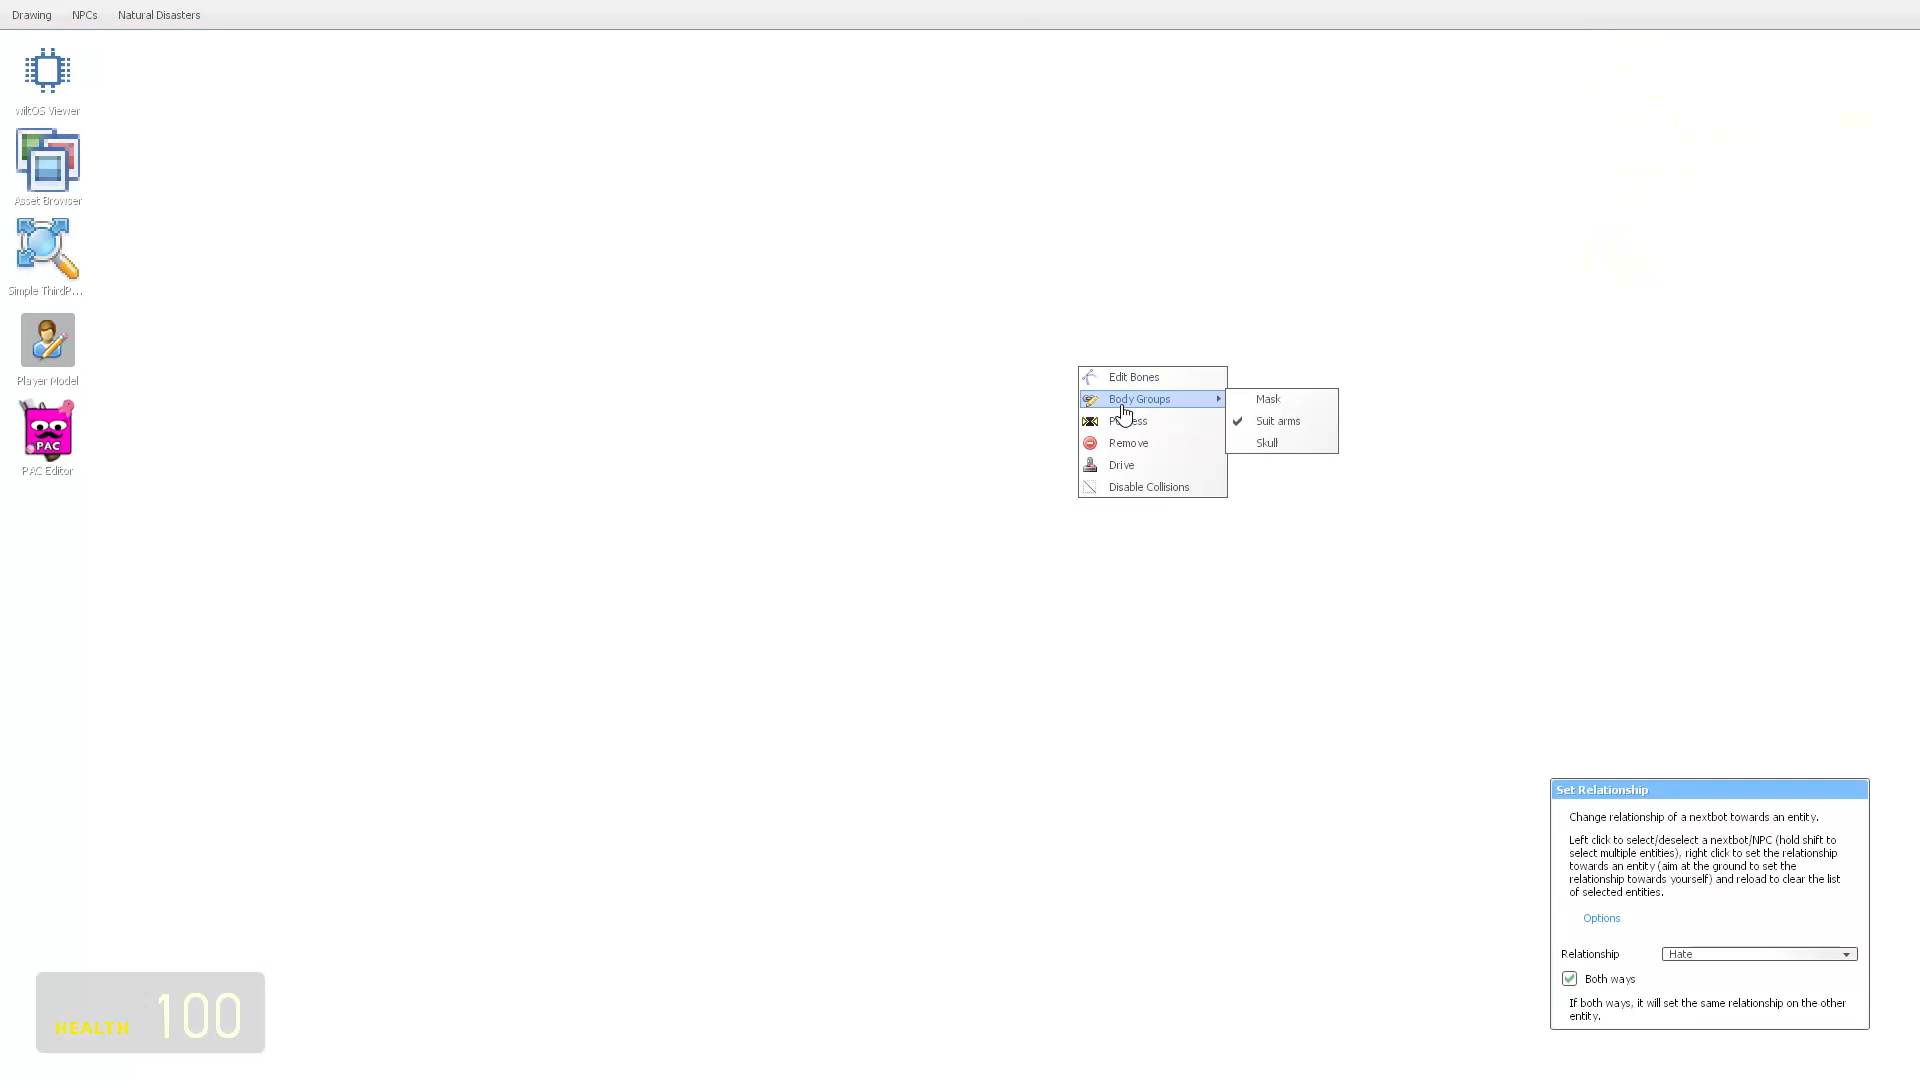 Drawing NPCs Natural Disasters
wiltOS Viewer
Asset Browser
Simple ThirdP...
Player Model
PAC
PAC Editor
Edit Bones
Body Groups
Remove
Drive
Disable Collisions
Mask
Suit arms
Skull
Set Relationship
Change relationship of a nextbot towards an entity.
Left click to select/deselect a nextbot/NPC (hold shift to
select multiple entities), right click to set the relationship
towards an entity (aim at the ground to set the
relationship towards yourself) and reload to clear the list
of selected entities.
Options
Relationship Hate
Both ways
If both ways, it will set the same relationship on the other
entity.
HEALTH 100